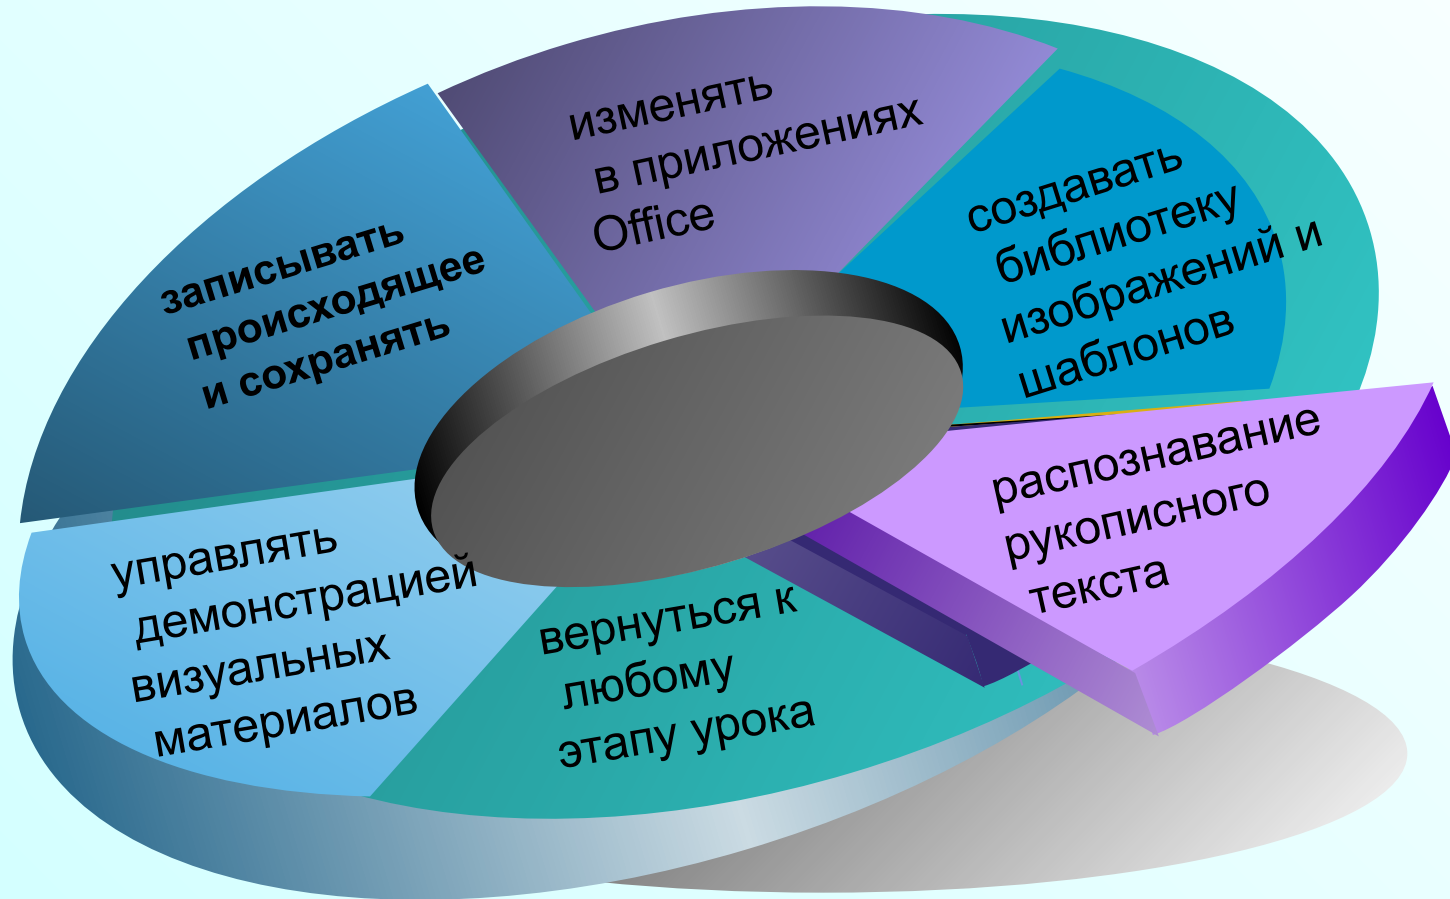 изменять
в приложениях
Office
создавать
библиотеку
изображений и
шаблонов
распознавание
рукописного
текста
вернуться к
любому
этапу урока
управлять
демонстрацией
визуальных
материалов
записывать
происходящее
и сохранять